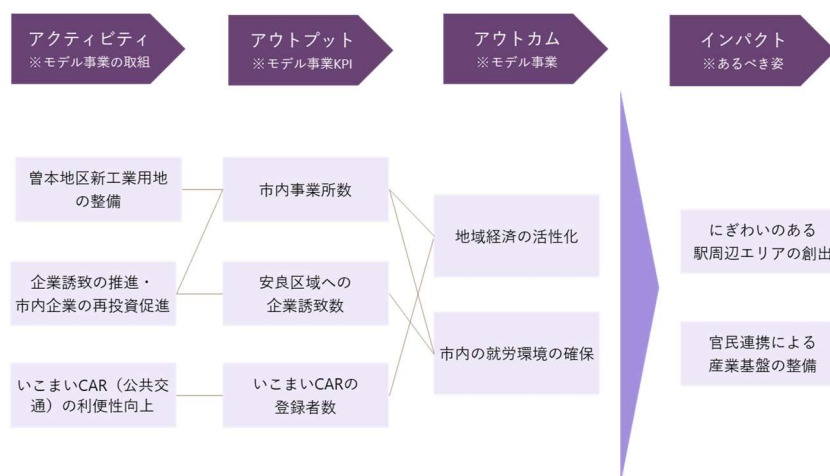 アクティビティ
※モデル事業の取組
アウトプット
※モデル事業KPI
アウトカム
※モデル事業
インパクト
※あるべき姿
曽本地区新工業用地
の整備
企業誘致の推進・
市内企業の再投資促進
いこまいCAR（公共交
通）の利便性向上
市内事業所数
安良区域への
企業誘致数
いこまいCARの
登録者数
地域経済の活性化
市内の就労環境の確保
にぎわいのある
駅周辺エリアの創出
官民連携による
産業基盤の整備